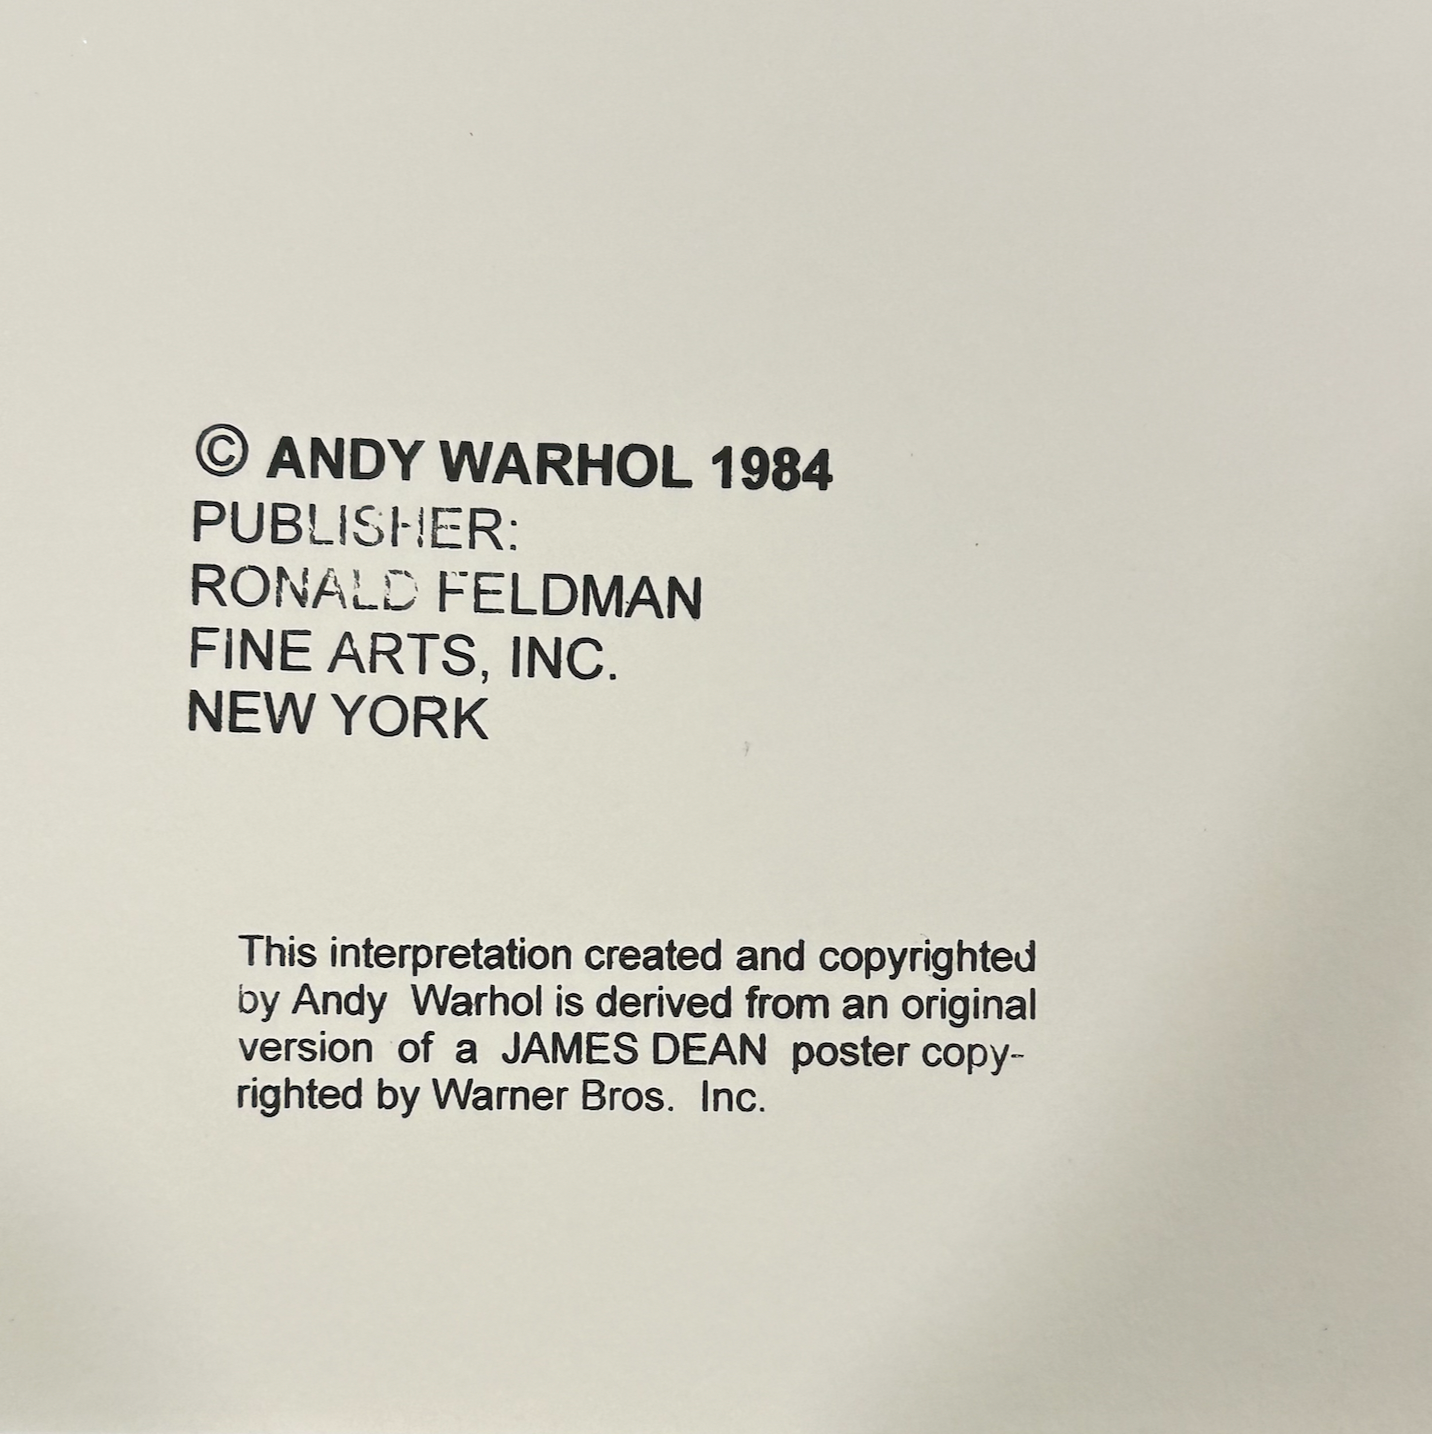 © ANDY WARHOL 1984
PUBLISHER:
RONALD FELDMAN
FINE ARTS, INC.
NEW YORK
This interpretation created and copyrighted
by Andy Warhol is derived from an original
version of a JAMES DEAN poster copy-
righted by Warner Bros. Inc.